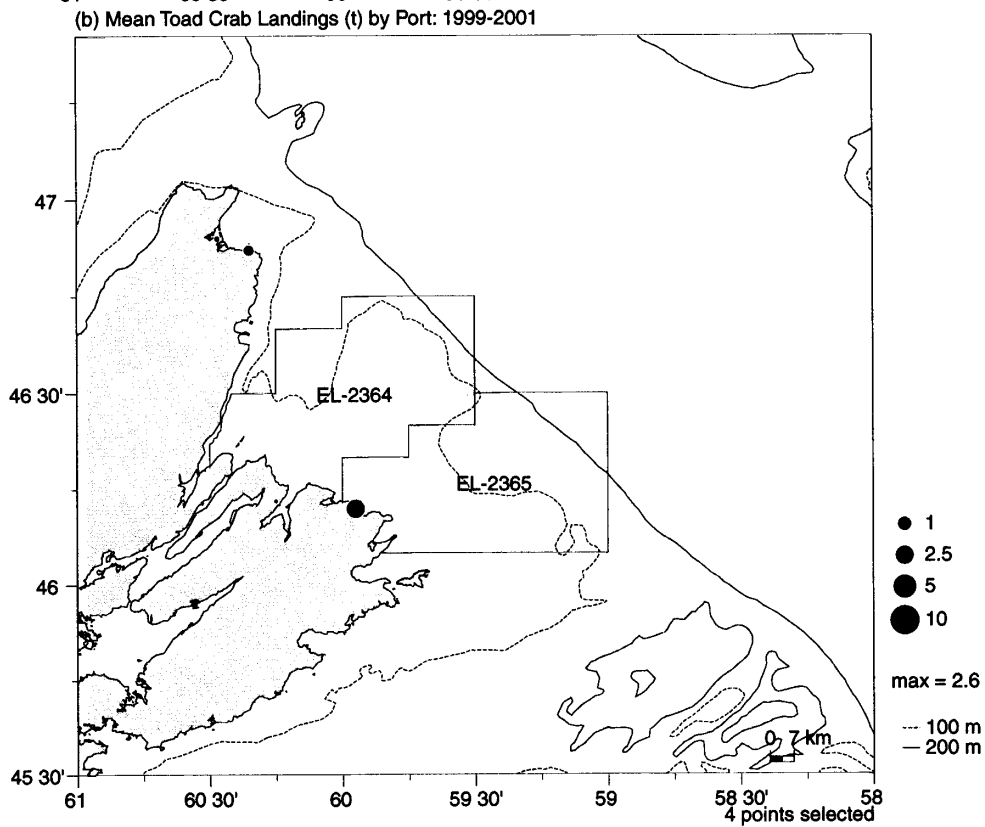 (b) Mean Toad Crab Landings (t) by Port: 1999-2001
47
46 30'
46
45 30'
EL-2364
EL-2365
1
2.5
5
10
max = 2.6
100 m
200 m
0 7 km
61 60 30' 60 59 30' 59 58 30' 58
4 points selected